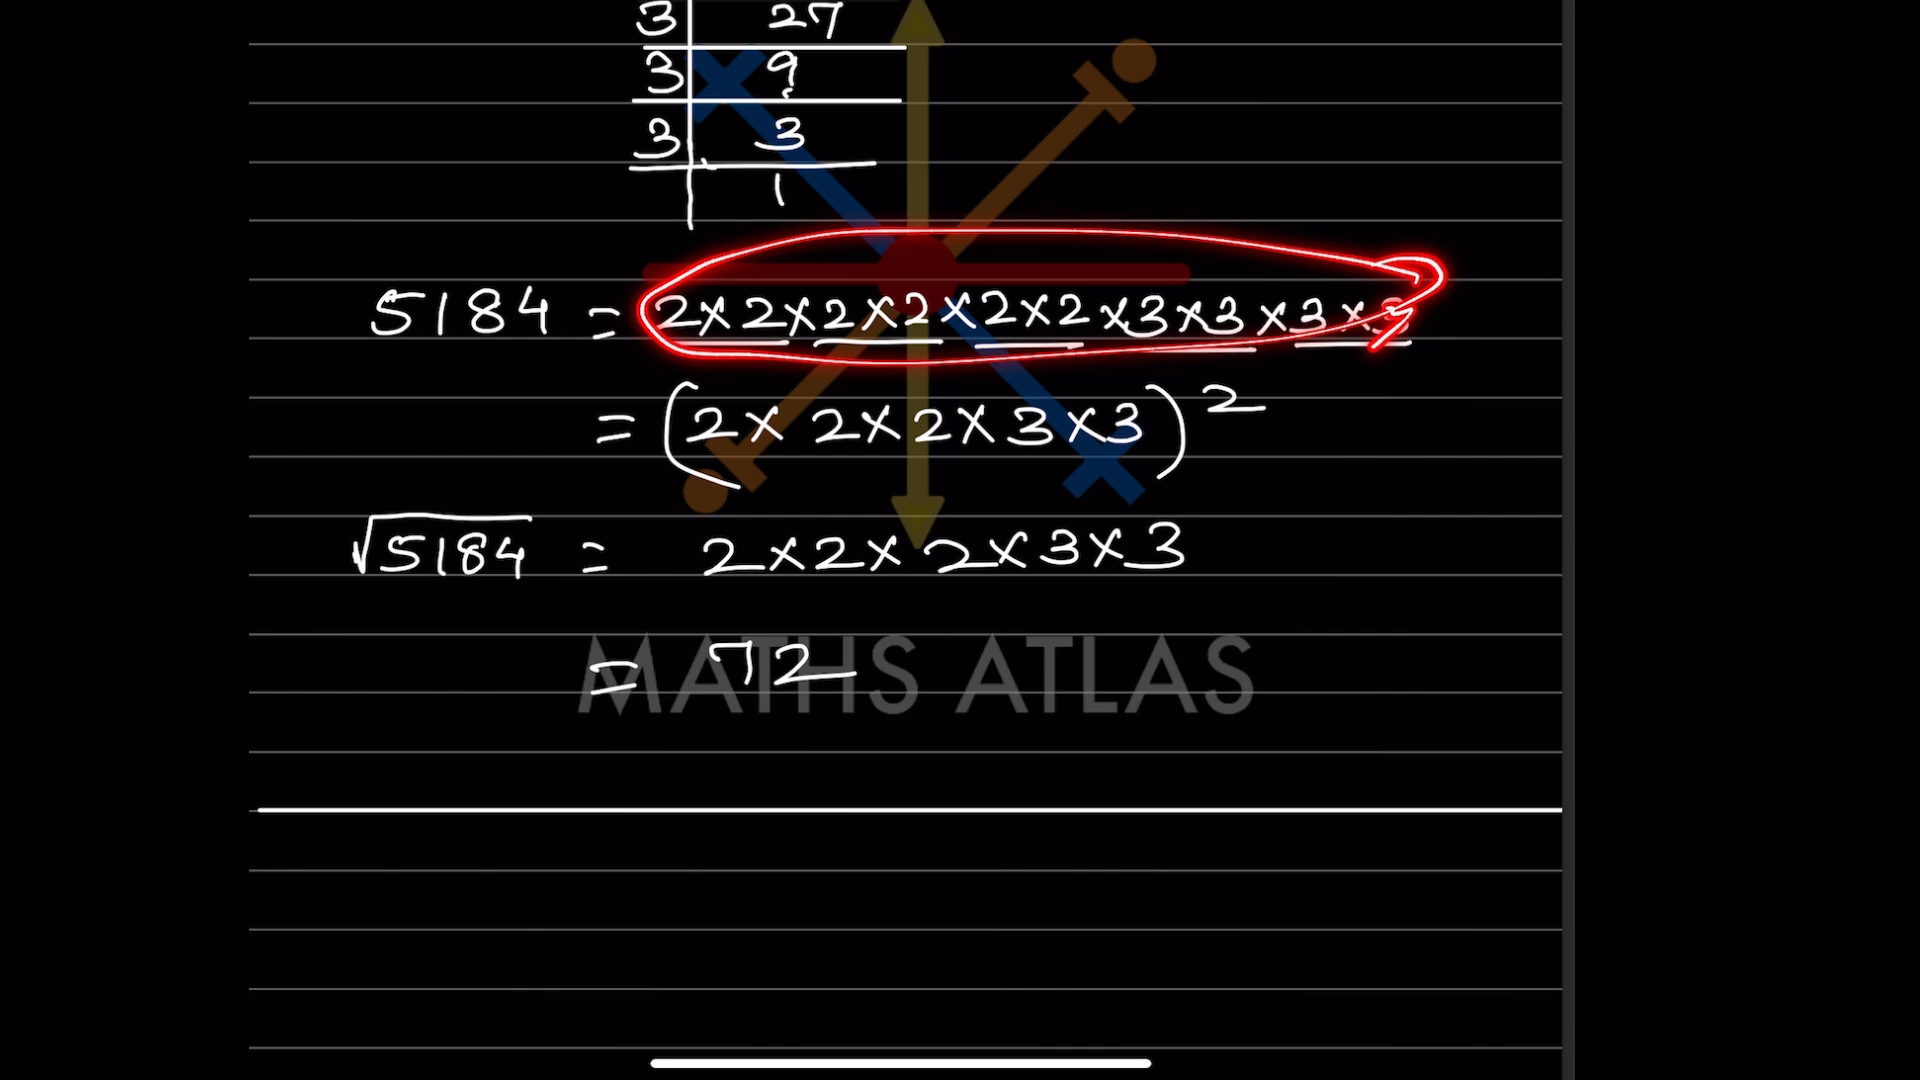 3 27
3 9
3 3
1
5184 = 2×2×2×2×2×2×3×3×3×3
= (2×2×2×3×3)²
√5184 = 2×2×2×3×3
= 72
MATHS ATLAS